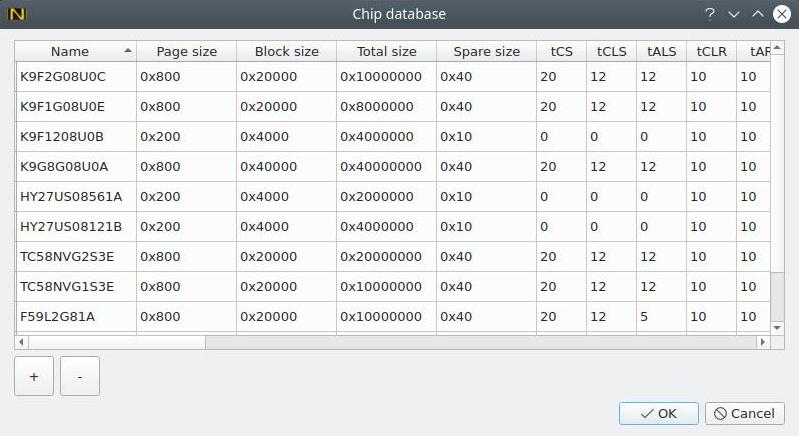 N Chip database ?
Name Page size Block size Total size Spare size tCS tCLS tALS tCLR tAR
K9F2G08U0C 0x800 0x20000 0x10000000 0x40 20 12 12 10 10
K9F1G08U0E 0x800 0x20000 0x8000000 0x40 20 12 12 10 10
K9F1208U0B 0x200 0x4000 0x4000000 0x10 0 0 0 10 10
K9G8G08U0A 0x800 0x40000 0x40000000 0x40 20 12 12 10 10
HY27US08561A 0x200 0x4000 0x2000000 0x10 0 0 0 10 10
HY27US08121B 0x200 0x4000 0x4000000 0x10 0 0 0 10 10
TC58NVG2S3E 0x800 0x20000 0x20000000 0x40 20 12 12 10 10
TC58NVG1S3E 0x800 0x20000 0x10000000 0x40 20 12 12 10 10
F59L2G81A 0x800 0x20000 0x10000000 0x40 20 12 5 10 10
+ -
OK Cancel